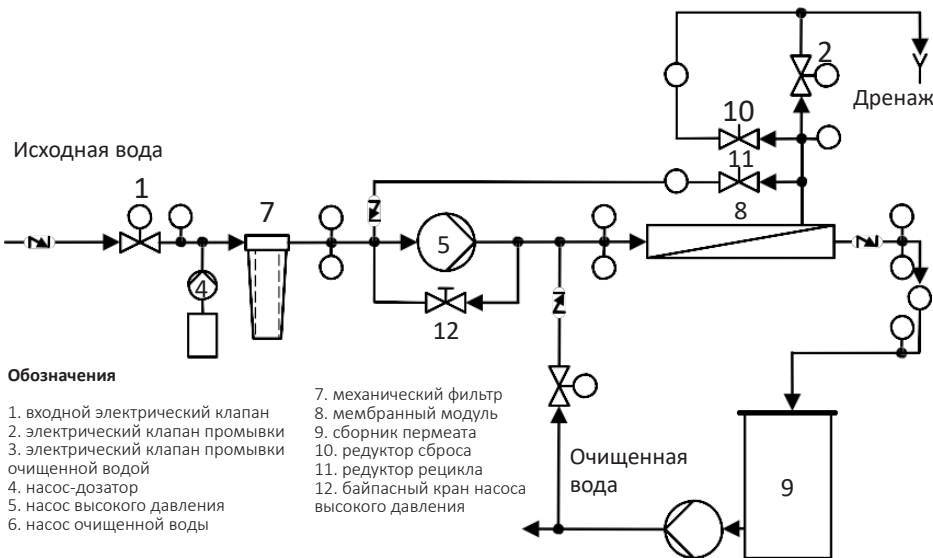 2
Дренаж
10
Исходная вода
11
1
7
8
5
4
12
Обозначения
1. входной электрический клапан
2. электрический клапан промывки
3. электрический клапан промывки
очищенной водой
4. насос-дозатор
5. насос высокого давления
6. насос очищенной воды
7. механический фильтр
8. мембранный модуль
9. сборник пермеата
10. редуктор сброса
11. редуктор рецикла
12. байпасный кран насоса
высокого давления
Очищенная
вода
9